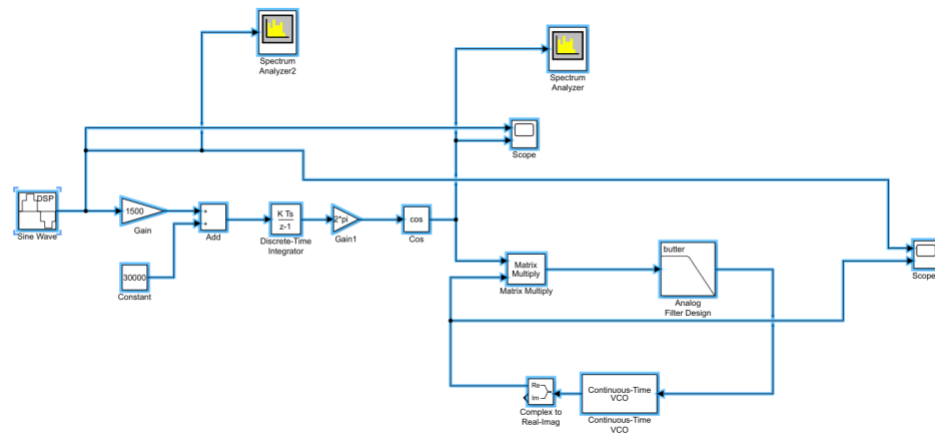 Spectrum
Analyzer2
Spectrum
Analyzer
Scope
DSP
Sine Wave
1500
Gain
+
+
Add
K Ts
z-1
Discrete-Time
Integrator
2*pi
Gain1
cos
Cos
30000
Constant
Matrix
Multiply
Matrix Multiply
butter
Analog
Filter Design
Scope
Re
Im
Complex to
Real-Imag
Continuous-Time
VCO
Continuous-Time
VCO